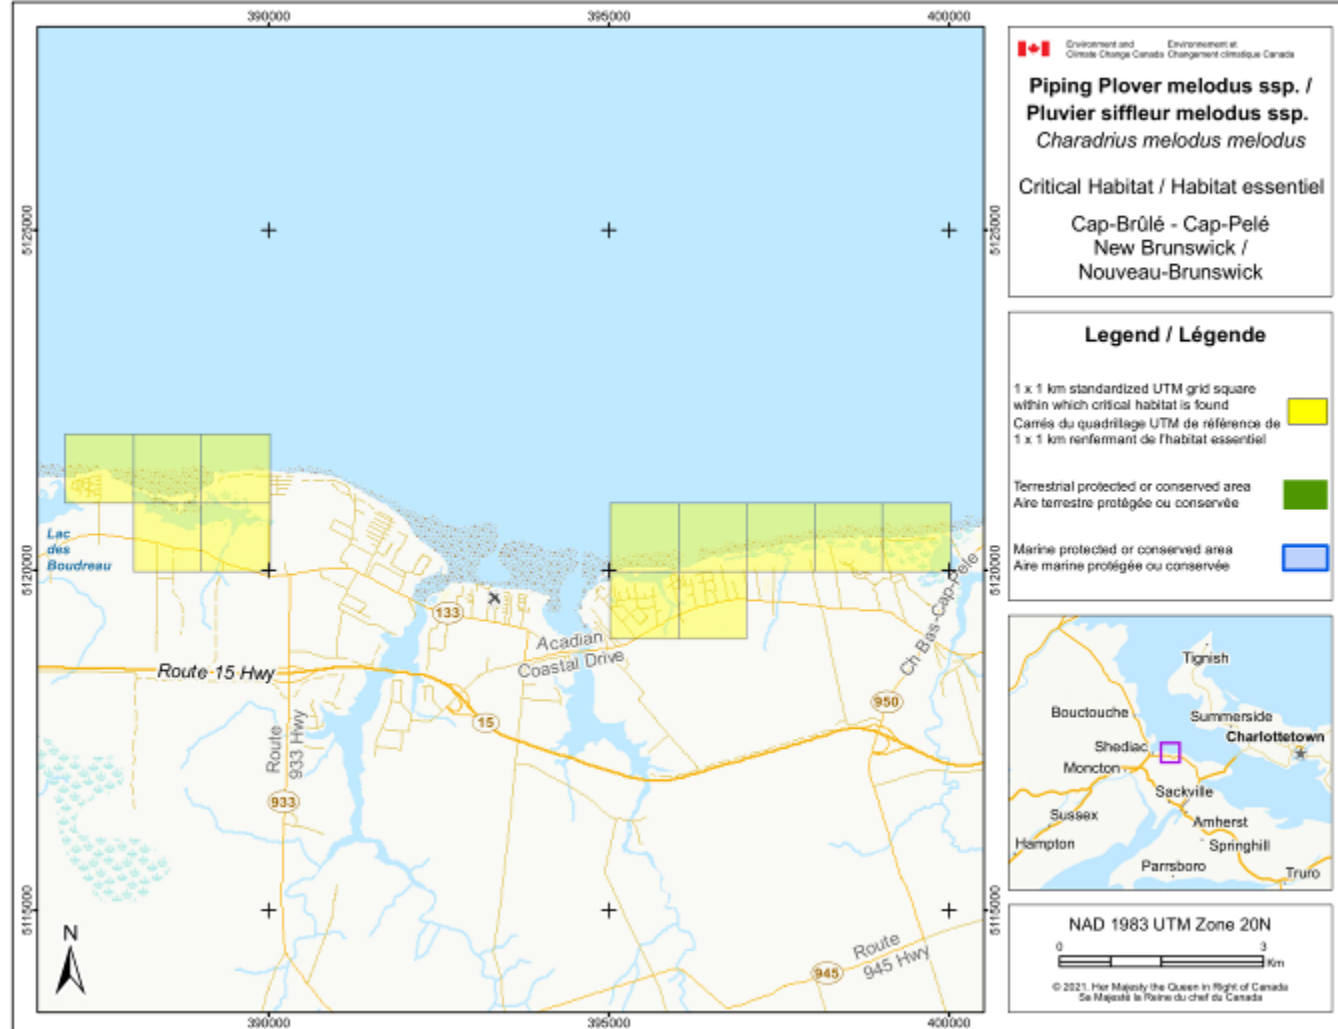 390000
395000
400000
5125000
5125000
5120000
5120000
5115000
5115000
390000
395000
400000
Lac
des
Boudreau
133
Acadian
Coastal Drive
Ch Bas-Cap-Pele
Route 15 Hwy
15
950
Route
933 Hwy
933
Route
945 Hwy
945
N
Environment and Environnement et
Climate Change Canada Changement climatique Canada
Piping Plover melodus ssp. /
Pluvier siffleur melodus ssp.
Charadrius melodus melodus
Critical Habitat / Habitat essentiel
Cap-Brûlé - Cap-Pelé
New Brunswick /
Nouveau-Brunswick
Legend / Légende
1 x 1 km standardized UTM grid square
within which critical habitat is found
Carrés du quadrillage UTM de référence de
1 x 1 km renfermant de l'habitat essentiel
Terrestrial protected or conserved area
Aire terrestre protégée ou conservée
Marine protected or conserved area
Aire marine protégée ou conservée
Tignish
Bouctouche
Summerside
Charlottetown
Shediac
Moncton
Sackville
Sussex
Amherst
Hampton
Springhill
Parrsboro
Truro
NAD 1983 UTM Zone 20N
0 3
Km
© 2021. Her Majesty the Queen in Right of Canada
Sa Majesté la Reine du chef du Canada